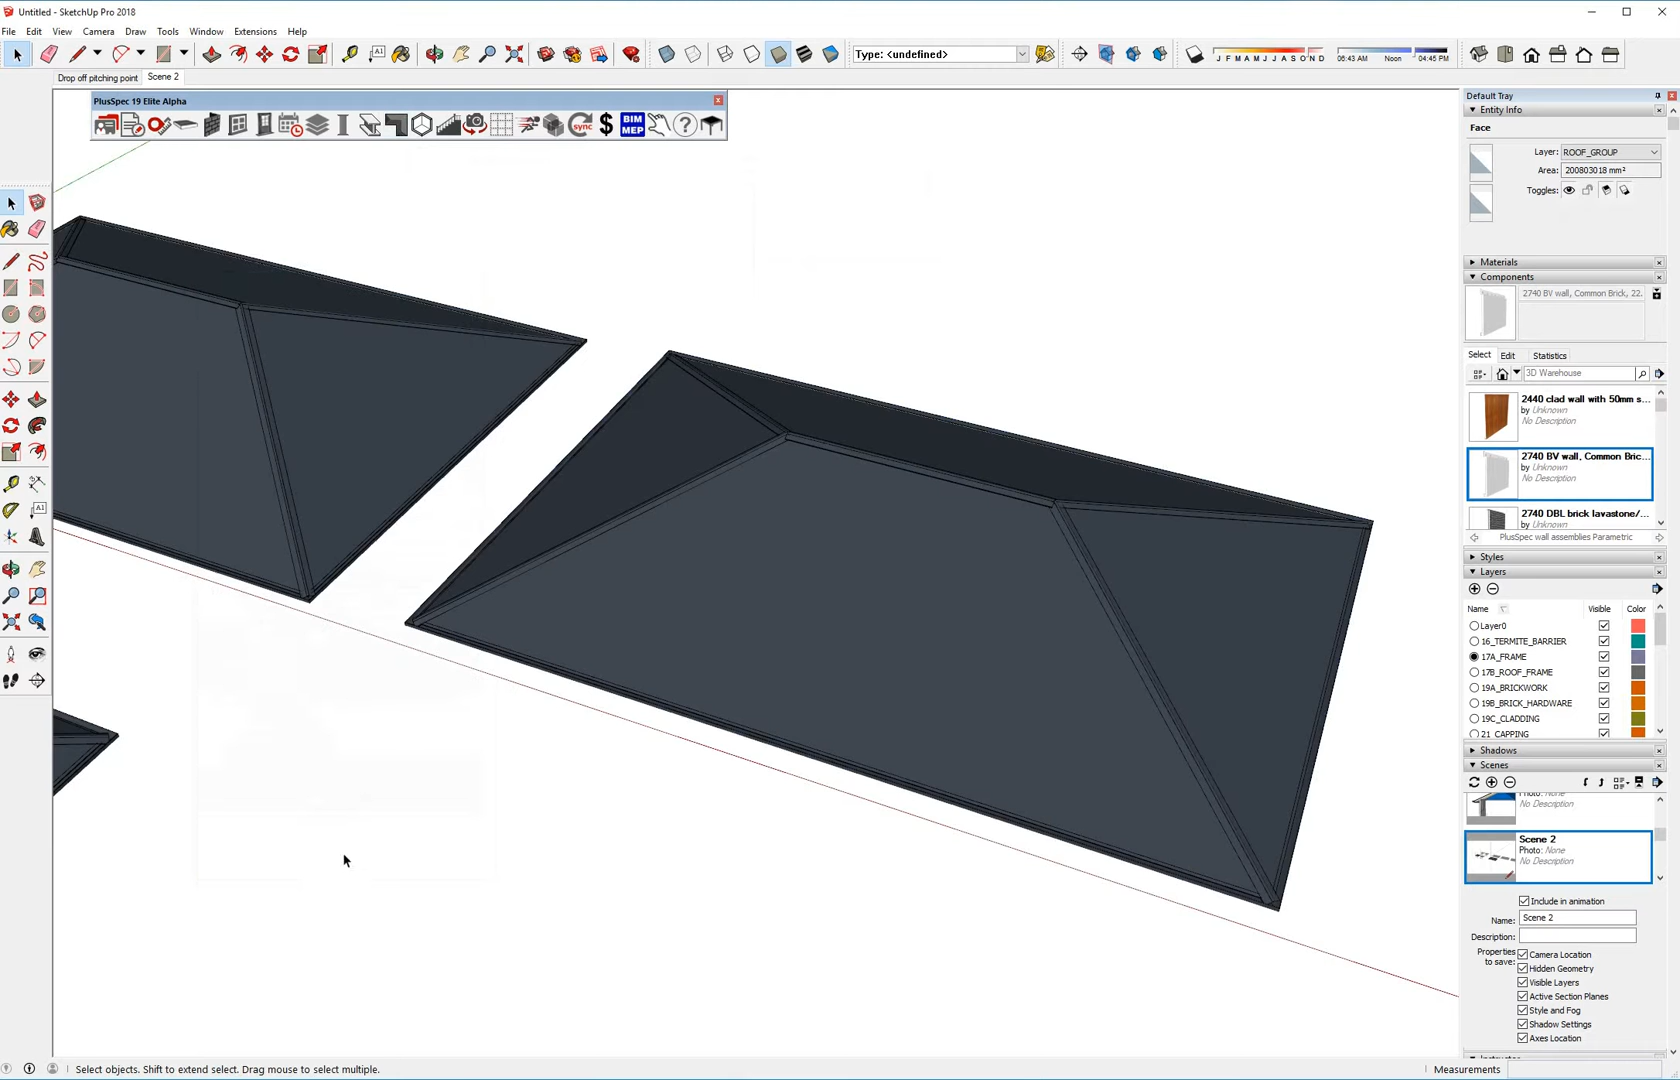 Untitled - SketchUp Pro 2018
File Edit View Camera Draw Tools Window Extensions Help
Type: <undefined>
J F M A M J J A S O N D
06:43 AM Noon 04:45 PM
Drop off pitching point Scene 2
PlusSpec 19 Elite Alpha
sync
$
BIM
MEP
?
Default Tray
Entity Info
Face
Layer: ROOF_GROUP
Area: 200803018 mm²
Toggles:
Materials
Components
2740 BV wall, Common Brick, 22.
Select Edit Statistics
3D Warehouse
2440 clad wall with 50mm s...
by Unknown
No Description
2740 BV wall, Common Bric...
by Unknown
No Description
2740 DBL brick lavastone/...
by Unknown
PlusSpec wall assemblies Parametric
Styles
Layers
Name Visible Color
Layer0
16_TERMITE_BARRIER
17A_FRAME
17B_ROOF_FRAME
19A_BRICKWORK
19B_BRICK_HARDWARE
19C_CLADDING
21_CAPPING
Shadows
Scenes
Photo: None
No Description
Scene 2
Photo: None
No Description
Include in animation
Name: Scene 2
Description:
Properties to save:
Camera Location
Hidden Geometry
Visible Layers
Active Section Planes
Style and Fog
Shadow Settings
Axes Location
Instructor
Select objects. Shift to extend select. Drag mouse to select multiple.
Measurements